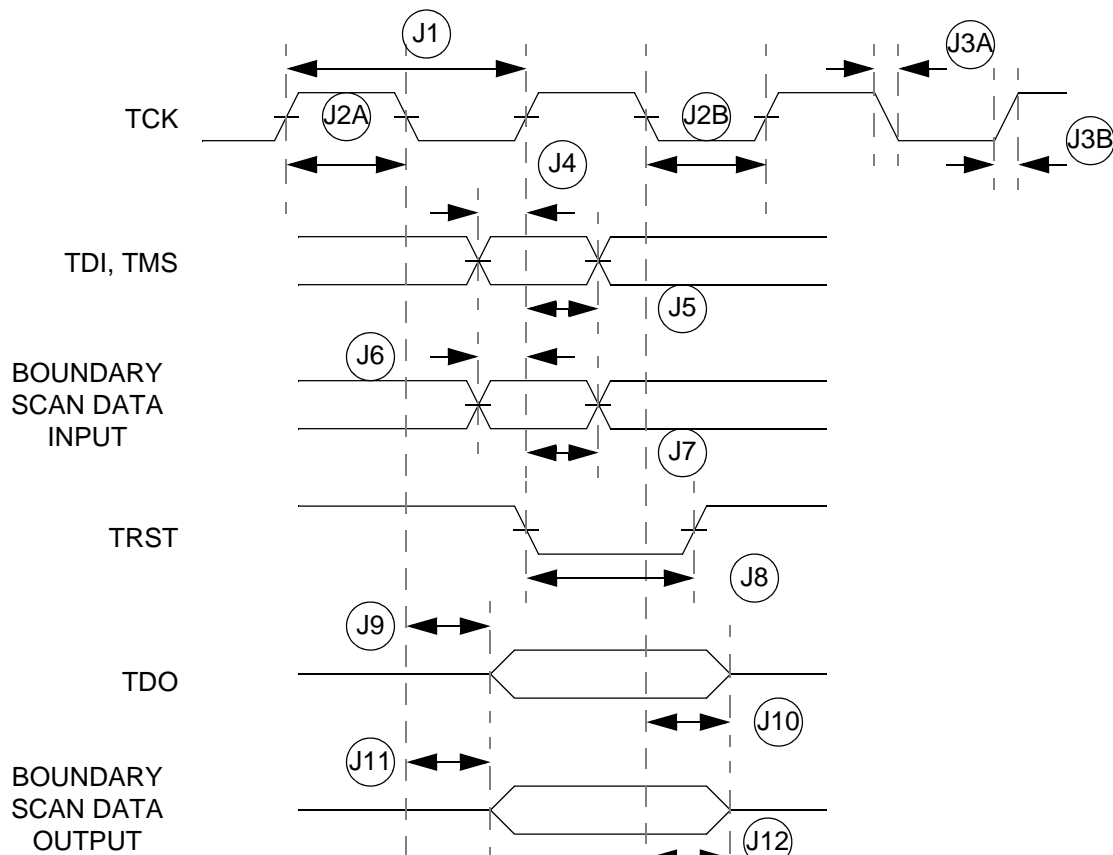 J1
J3A
TCK
J2A
J2B
J3B
J4
TDI, TMS
J5
J6
BOUNDARY
SCAN DATA
INPUT
J7
TRST
J8
J9
TDO
J10
J11
BOUNDARY
SCAN DATA
OUTPUT
J12